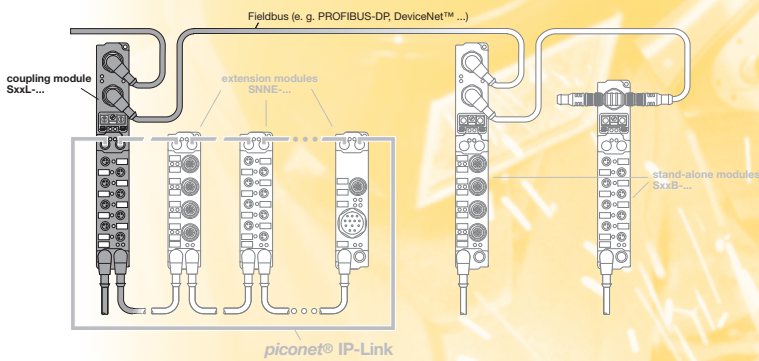 Fieldbus (e. g. PROFIBUS-DP, DeviceNet™ ...)
coupling module
SxxL-...
extension modules
SNNE-...
stand-alone modules
SxxB-...
piconet® IP-Link